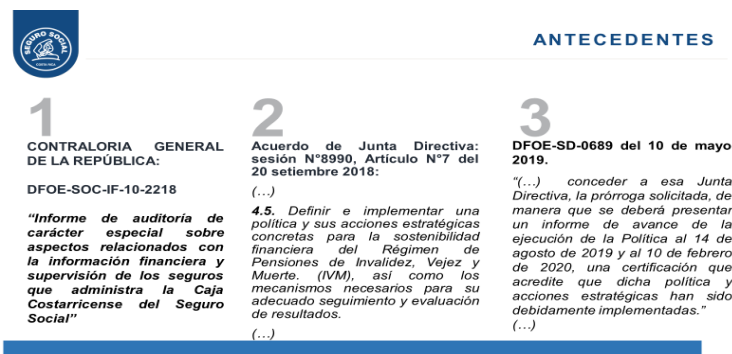 SEGURO SOCIAL
COSTA RICA
ANTECEDENTES
1
CONTRALORIA GENERAL
DE LA REPÚBLICA:
DFOE-SOC-IF-10-2218
“Informe de auditoría de
carácter especial sobre
aspectos relacionados con
la información financiera y
supervisión de los seguros
que administra la Caja
Costarricense del Seguro
Social”
2
Acuerdo de Junta Directiva:
sesión N°8990, Artículo N°7 del
20 setiembre 2018:
(…)
4.5. Definir e implementar una
política y sus acciones estratégicas
concretas para la sostenibilidad
financiera del Régimen de
Pensiones de Invalidez, Vejez y
Muerte. (IVM), así como los
mecanismos necesarios para su
adecuado seguimiento y evaluación
de resultados.
(…)
3
DFOE-SD-0689 del 10 de mayo
2019.
“(…) conceder a esa Junta
Directiva, la prórroga solicitada, de
manera que se deberá presentar
un informe de avance de la
ejecución de la Política al 14 de
agosto de 2019 y al 10 de febrero
de 2020, una certificación que
acredite que dicha política y
acciones estratégicas han sido
debidamente implementadas.”
(…)